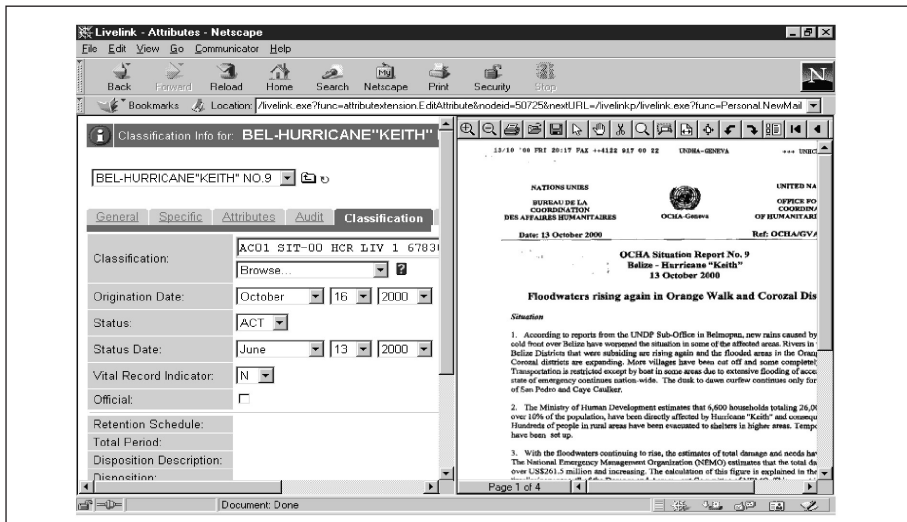 Livelink - Attributes - Netscape
File Edit View Go Communicator Help
Back Forward Reload Home Search Netscape Print Security Stop
My
N
Bookmarks Location: /livelink.exe?func=attributextension.EditAttribute&nodeid=50725&nextURL=/livelinkp/livelink.exe?func=Personal.NewMail
Classification Info for: BEL-HURRICANE"KEITH"
BEL-HURRICANE"KEITH" NO.9
General Specific Attributes Audit Classification
Classification:
AC01 SIT-00 HCR LIV 1 6783
Browse...
Origination Date: October 16 2000
Status: ACT
Status Date: June 13 2000
Vital Record Indicator: N
Official:
Retention Schedule:
Total Period:
Disposition Description:
Disposition:
13/10 '00 FRI 20:17 FAX ++4122 917 00 22 UNDHA-GENEVA
NATIONS UNIES
BUREAU DE LA
COORDINATION
DES AFFAIRES HUMANITAIRES
OCHA-Geneva
UNITED NA
OFFICE FO
COORDINA
OF HUMANITARI
Date: 13 October 2000 Ref: OCHA/GVA
OCHA Situation Report No. 9
Belize - Hurricane "Keith"
13 October 2000
Floodwaters rising again in Orange Walk and Corozal Dis
Situation
1. According to reports from the UNDP Sub-Office in Belmopan, new rains caused by
cold front over Belize have worsened the situation in some of the affected areas. Rivers in
Belize Districts that were subsiding are rising again and the flooded areas in the Orang
Corozal districts are expanding. More villages have been cut off and some completely
Transportation is restricted except by boat in some areas due to extensive flooding of acce
state of emergency continues nation-wide. The dusk to dawn curfew continues only for
of San Pedro and Caye Caulker.
2. The Ministry of Human Development estimates that 6,600 households totaling 26,00
over 10% of the population, have been directly affected by Hurricane "Keith" and consequ
Hundreds of people in rural areas have been evacuated to shelters in higher areas. Tempo
have been set up.
3. With the floodwaters continuing to rise, the estimates of total damage and needs hav
The National Emergency Management Organization (NEMO) estimates that the total da
over US$261.5 million and increasing. The calculation of this figure is explained in the
Page 1 of 4
Document: Done